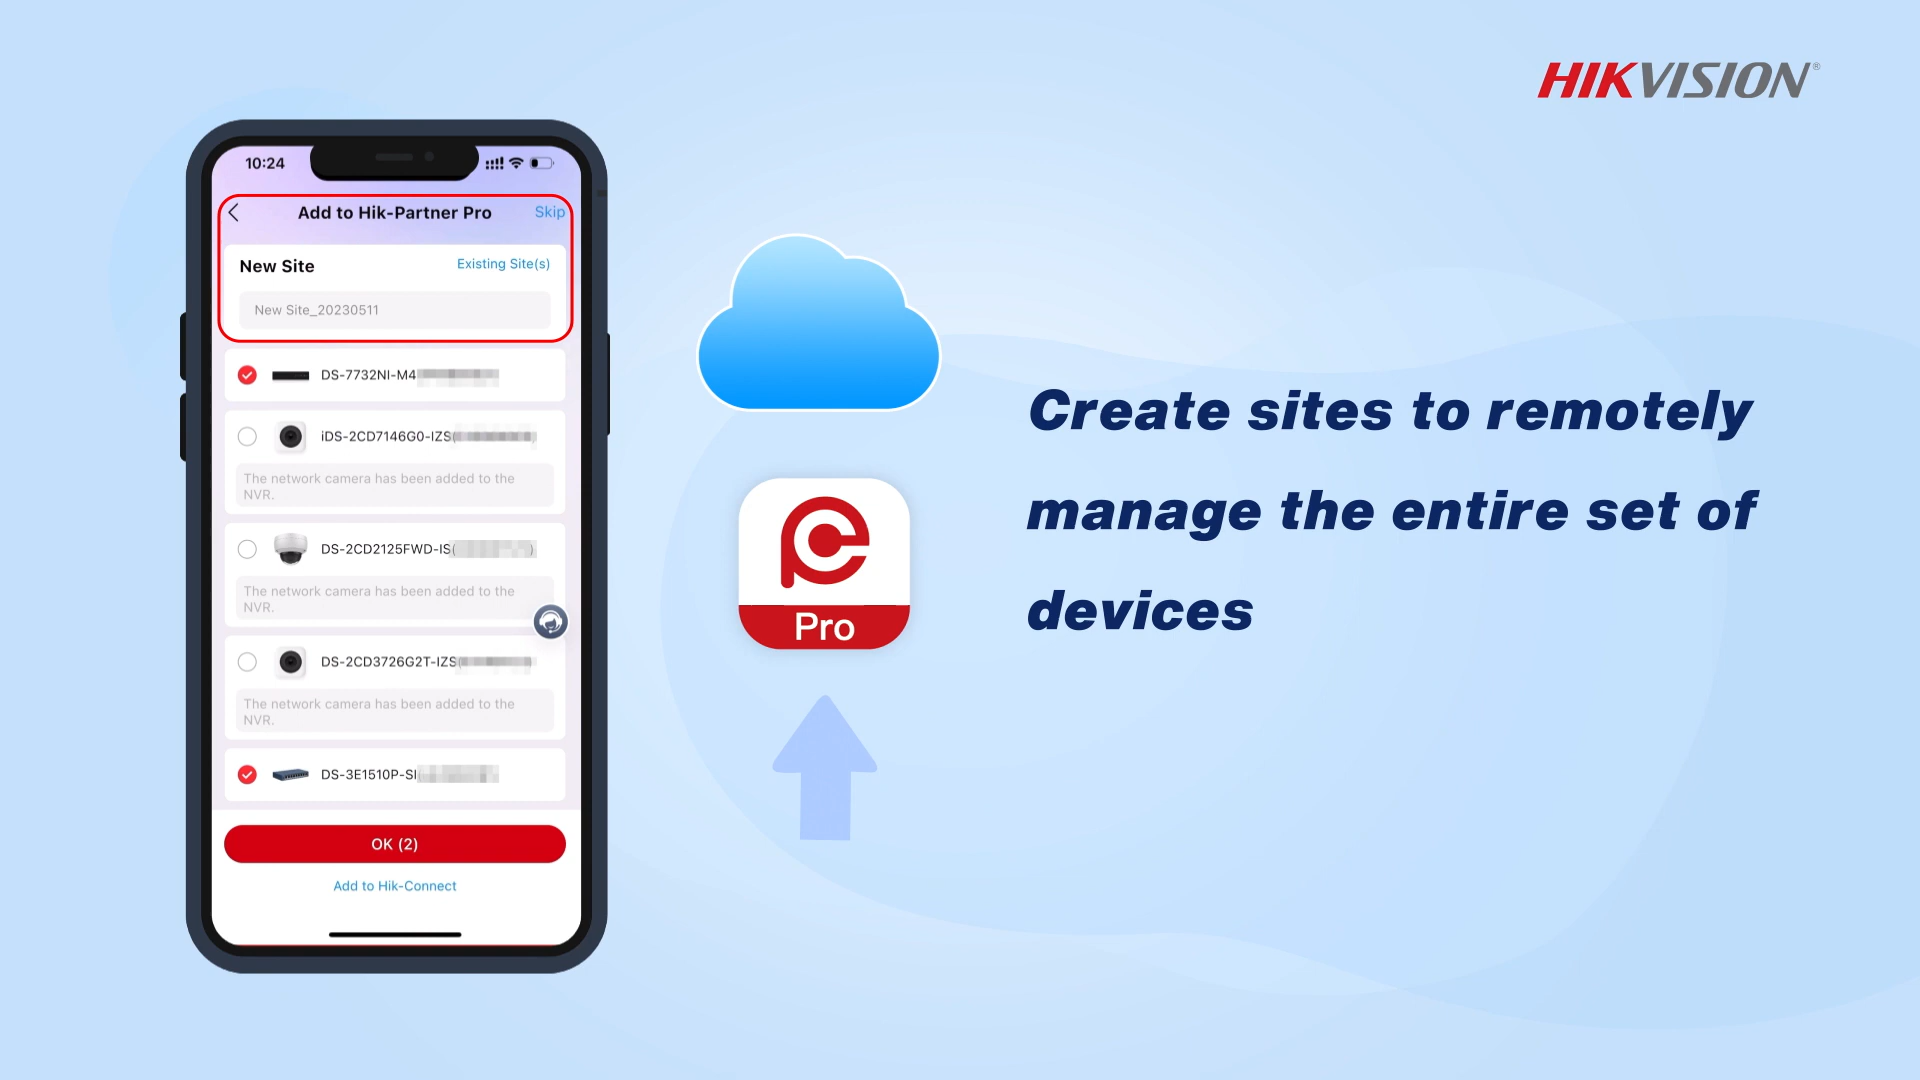 HIKVISION®
10:24
Add to Hik-Partner Pro
Skip
New Site
Existing Site(s)
New Site_20230511
DS-7732NI-M4
iDS-2CD7146G0-IZS(
The network camera has been added to the
NVR.
DS-2CD2125FWD-IS( )
The network camera has been added to the
NVR.
DS-2CD3726G2T-IZS(
The network camera has been added to the
NVR.
DS-3E1510P-SI
OK (2)
Add to Hik-Connect
Pro
Create sites to remotely
manage the entire set of
devices